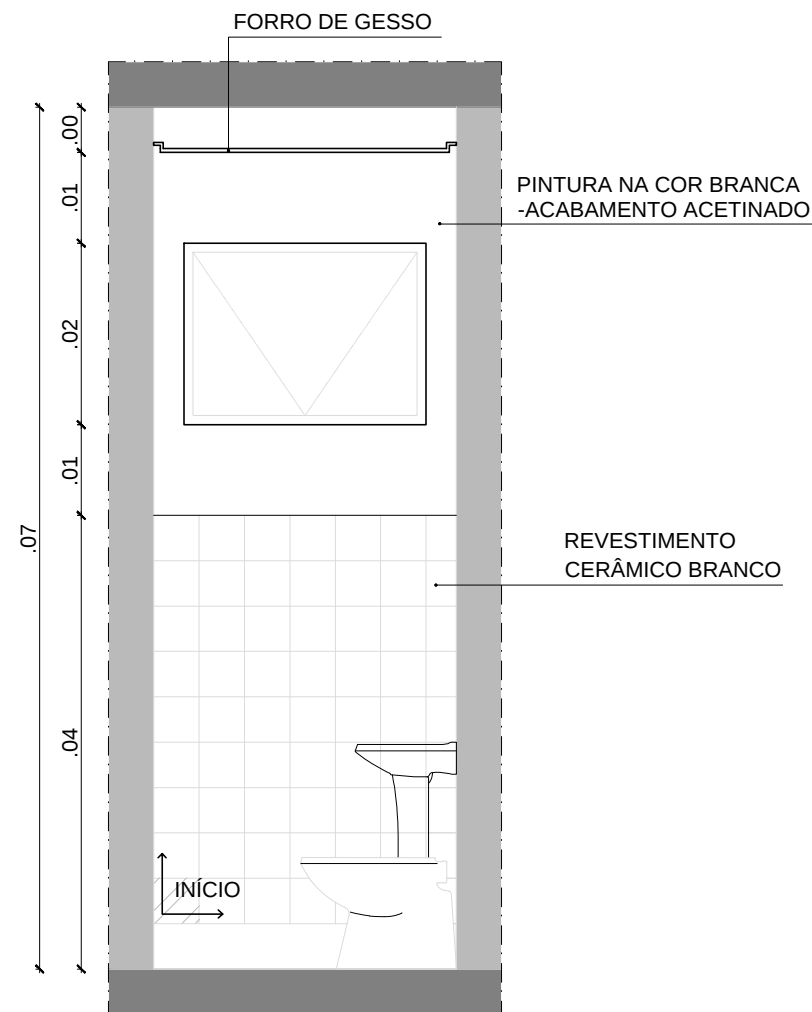 FORRO DE GESSO
.00
.01
PINTURA NA COR BRANCA
-ACABAMENTO ACETINADO
.02
.01
.07
REVESTIMENTO
CERÂMICO BRANCO
.04
INÍCIO